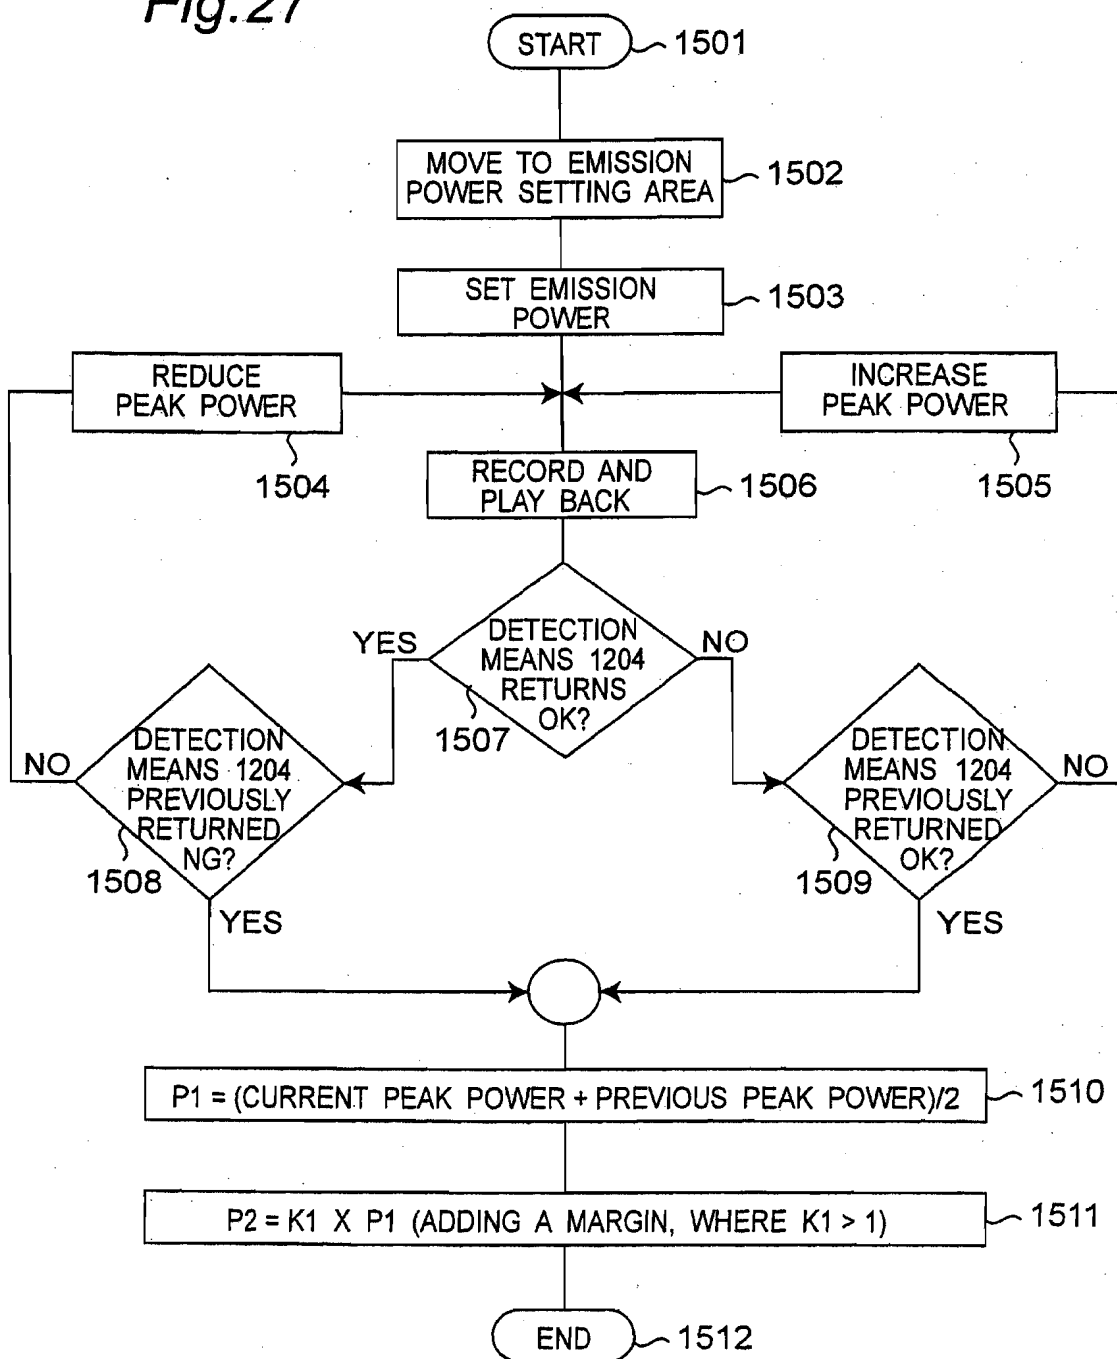 Fig.27
START
1501
MOVE TO EMISSION
POWER SETTING AREA
1502
SET EMISSION
POWER
1503
REDUCE
PEAK POWER
1504
INCREASE
PEAK POWER
1505
RECORD AND
PLAY BACK
1506
DETECTION
MEANS 1204
RETURNS
OK?
1507
YES
NO
DETECTION
MEANS 1204
PREVIOUSLY
RETURNED
NG?
1508
NO
YES
DETECTION
MEANS 1204
PREVIOUSLY
RETURNED
OK?
1509
NO
YES
P1 = (CURRENT PEAK POWER + PREVIOUS PEAK POWER)/2
1510
P2 = K1 X P1 (ADDING A MARGIN, WHERE K1 > 1)
1511
END
1512